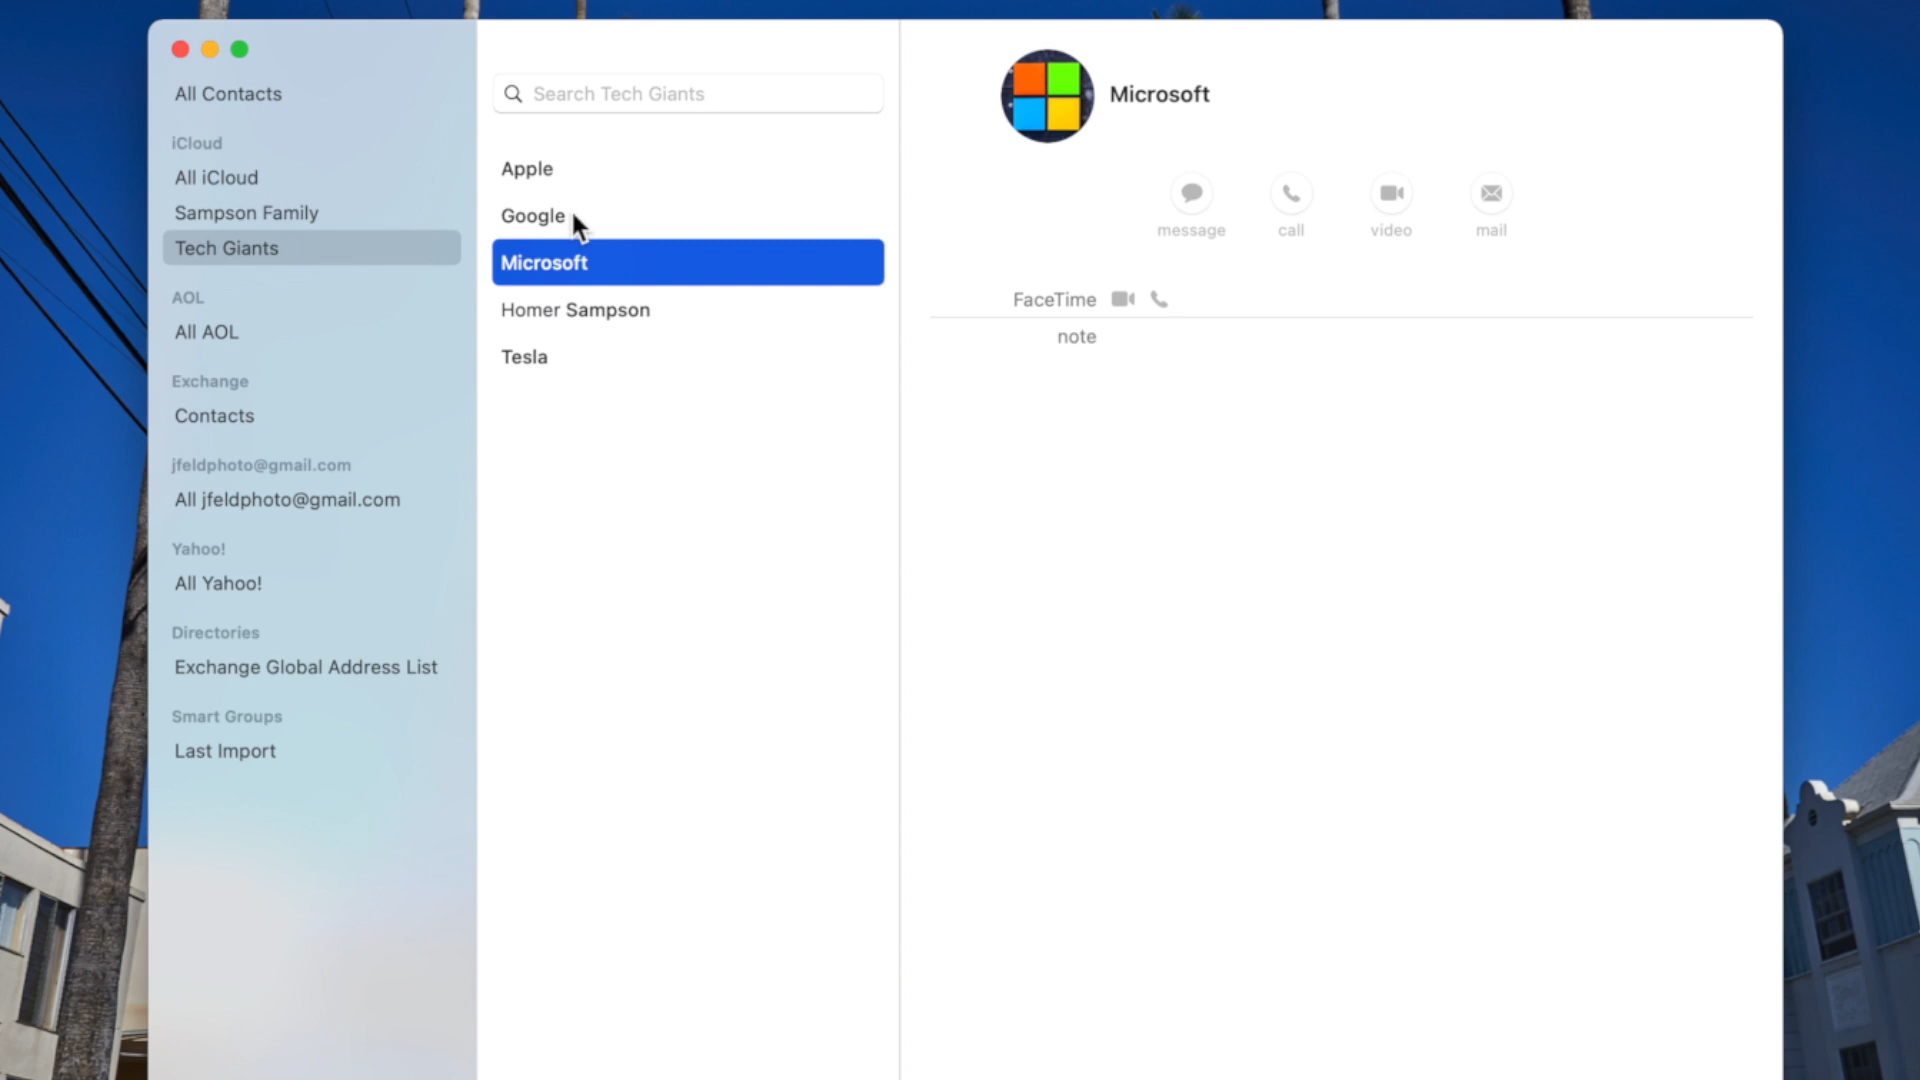 All Contacts
iCloud
All iCloud
Sampson Family
Tech Giants
AOL
All AOL
Exchange
Contacts
jfeldphoto@gmail.com
All jfeldphoto@gmail.com
Yahoo!
All Yahoo!
Directories
Exchange Global Address List
Smart Groups
Last Import
Search Tech Giants
Apple
Google
Microsoft
Homer Sampson
Tesla
Microsoft
message call video mail
FaceTime
note